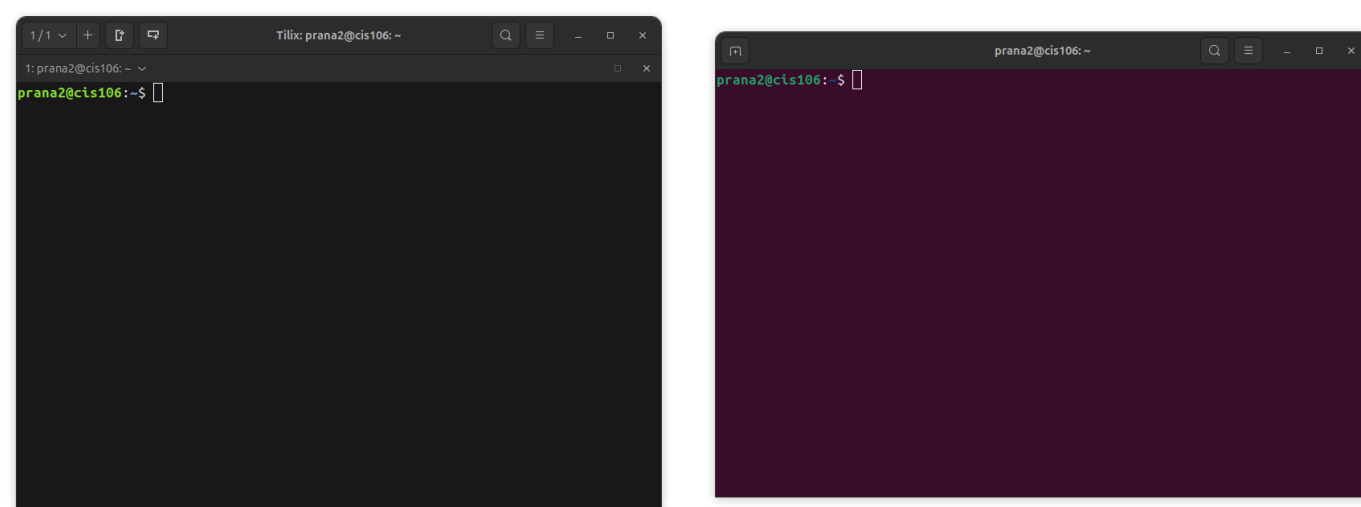 1 / 1 Tilix: prana2@cis106: ~
1: prana2@cis106: ~
prana2@cis106:~$
prana2@cis106: ~
prana2@cis106:~$